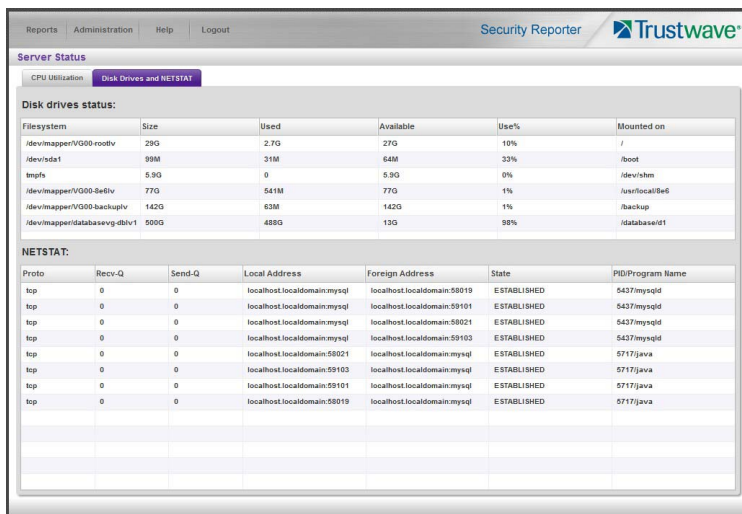 Reports Administration Help Logout Security Reporter Trustwave®
Server Status
CPU Utilization Disk Drives and NETSTAT
Disk drives status:
Filesystem Size Used Available Use% Mounted on
/dev/mapper/VG00-rootlv 29G 2.7G 27G 10% /
/dev/sda1 99M 31M 64M 33% /boot
tmpfs 5.9G 0 5.9G 0% /dev/shm
/dev/mapper/VG00-8e6lv 77G 541M 77G 1% /usr/local/8e6
/dev/mapper/VG00-backuplv 142G 63M 142G 1% /backup
/dev/mapper/databasevg-dblv1 500G 488G 13G 98% /database/d1
NETSTAT:
Proto Recv-Q Send-Q Local Address Foreign Address State PID/Program Name
tcp 0 0 localhost.localdomain:mysql localhost.localdomain:58019 ESTABLISHED 5437/mysqld
tcp 0 0 localhost.localdomain:mysql localhost.localdomain:59101 ESTABLISHED 5437/mysqld
tcp 0 0 localhost.localdomain:mysql localhost.localdomain:58021 ESTABLISHED 5437/mysqld
tcp 0 0 localhost.localdomain:mysql localhost.localdomain:59103 ESTABLISHED 5437/mysqld
tcp 0 0 localhost.localdomain:58021 localhost.localdomain:mysql ESTABLISHED 5717/java
tcp 0 0 localhost.localdomain:59103 localhost.localdomain:mysql ESTABLISHED 5717/java
tcp 0 0 localhost.localdomain:59101 localhost.localdomain:mysql ESTABLISHED 5717/java
tcp 0 0 localhost.localdomain:58019 localhost.localdomain:mysql ESTABLISHED 5717/java